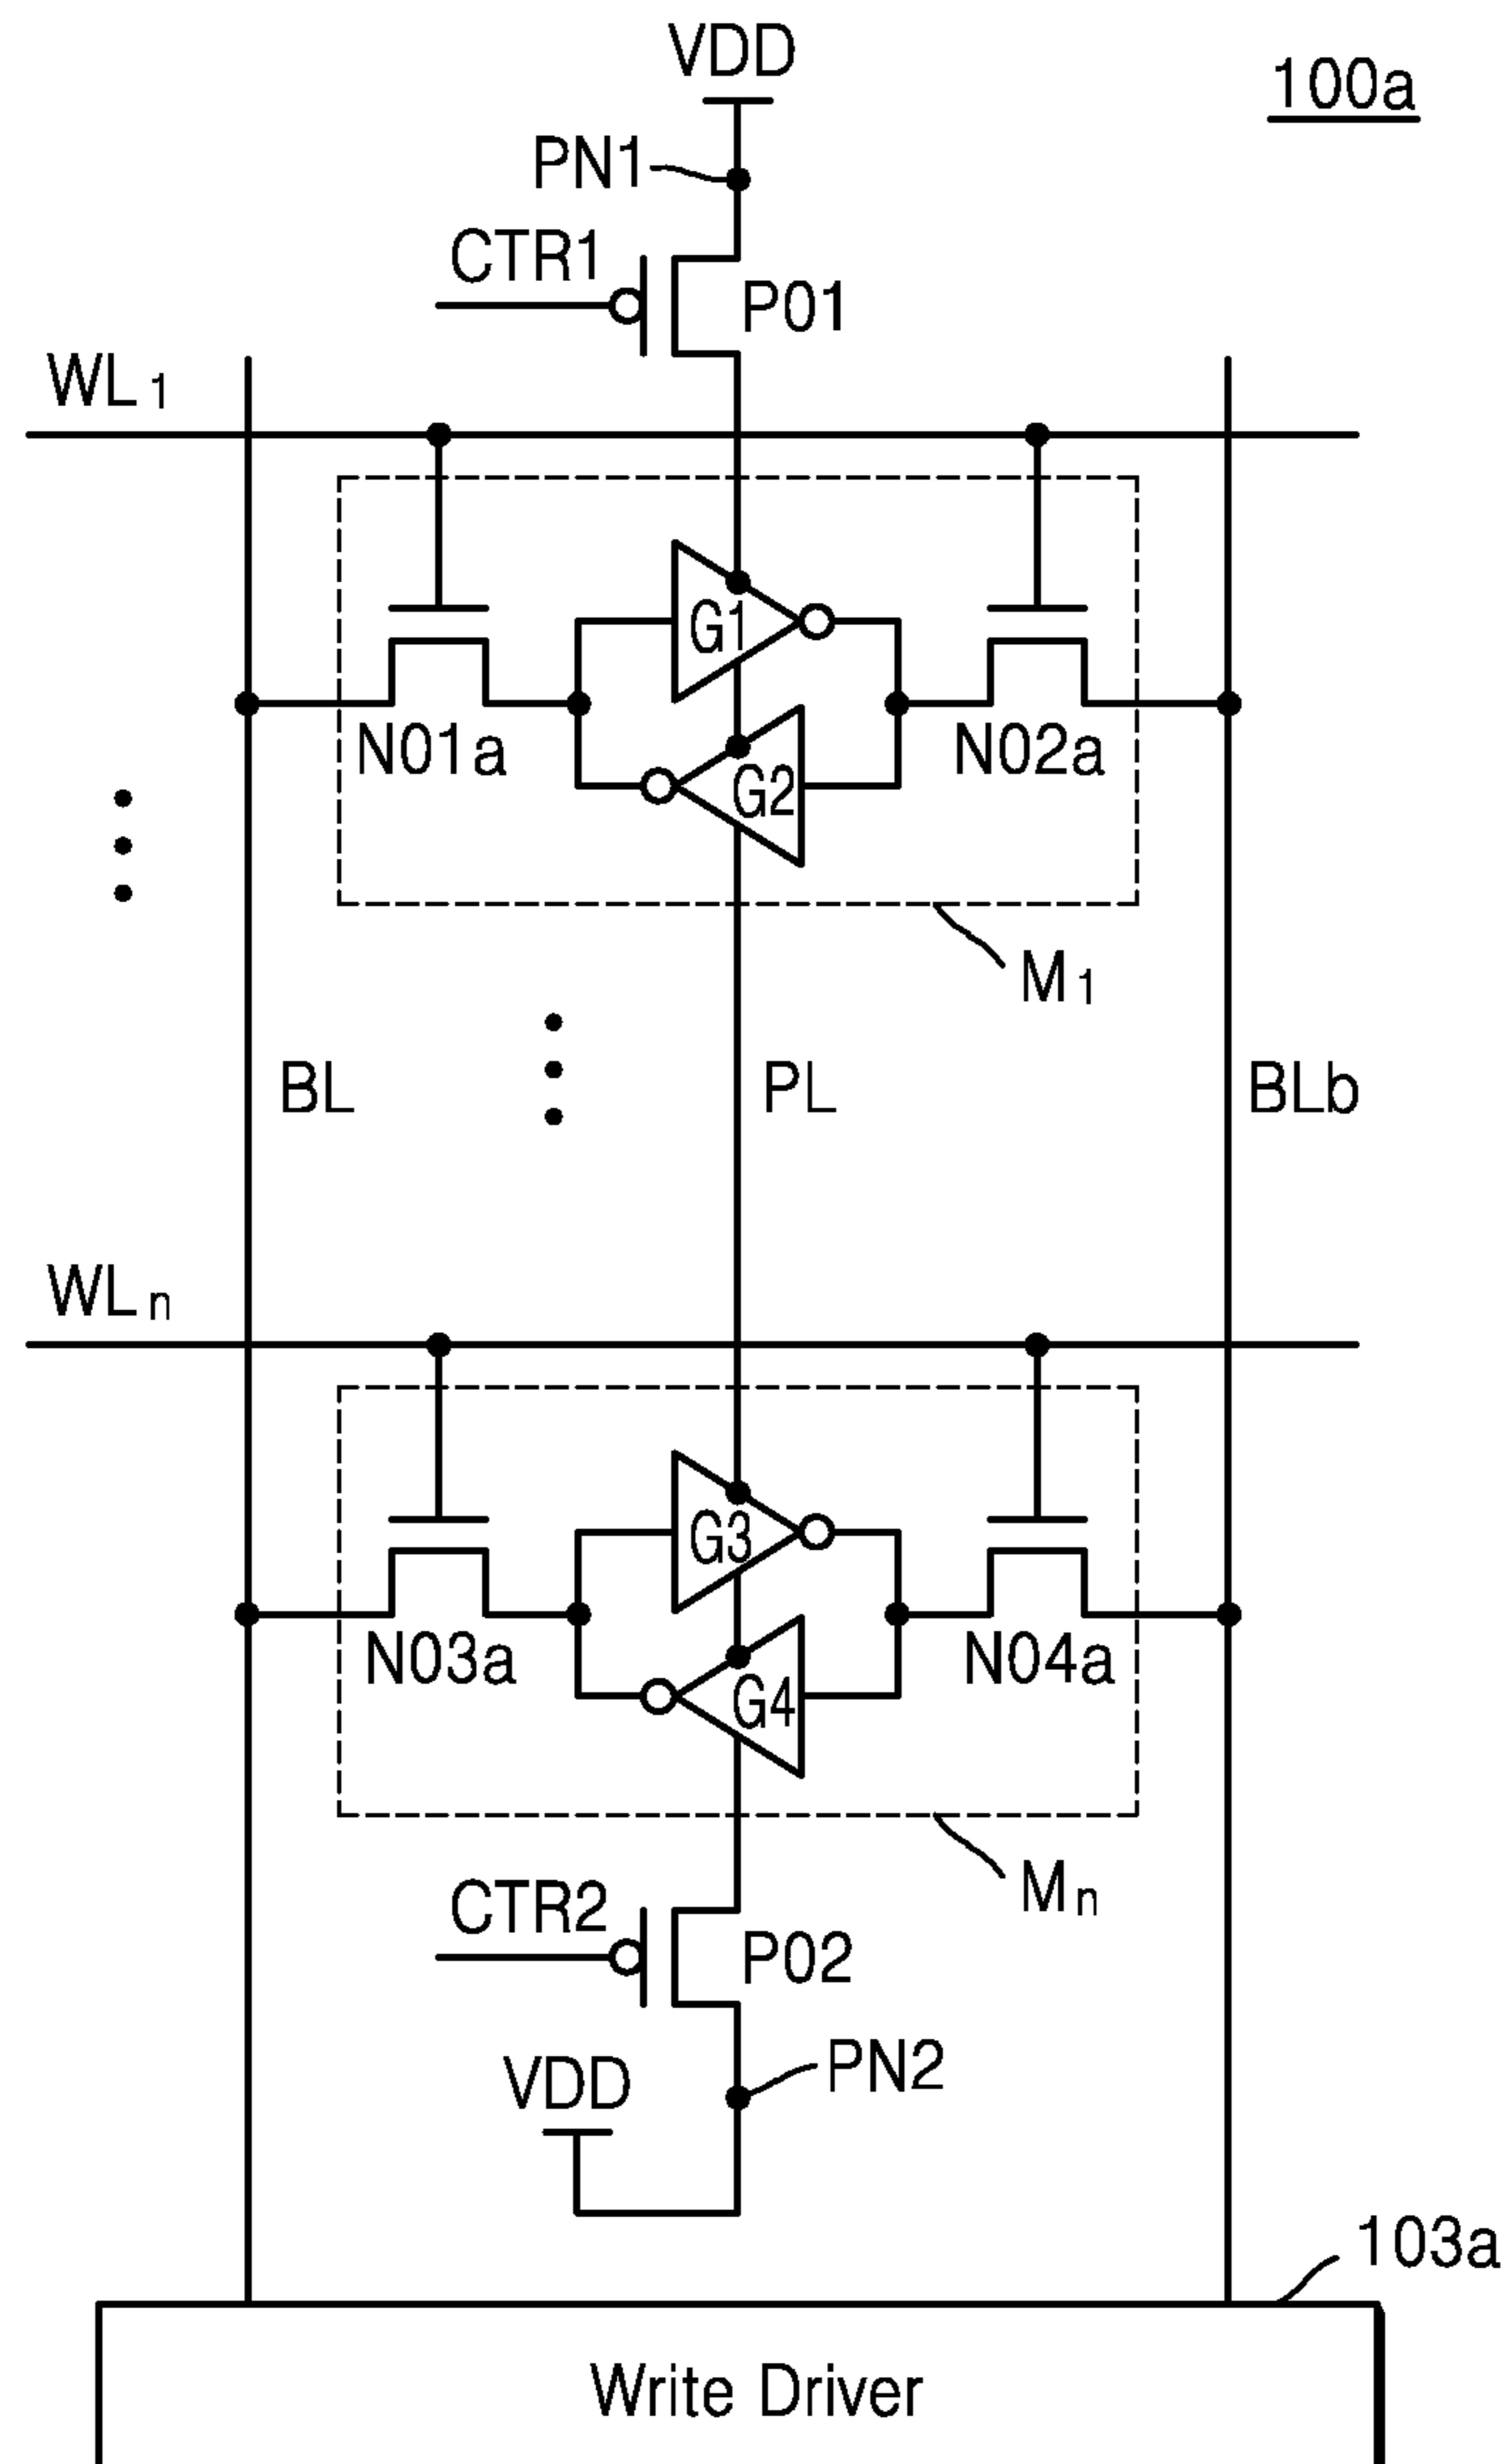 VDD
100a
PN1
CTR1
P01
WL1
G1
N01a
N02a
G2
M1
BL
PL
BLb
WLn
G3
N03a
N04a
G4
Mn
CTR2
P02
PN2
VDD
103a
Write Driver